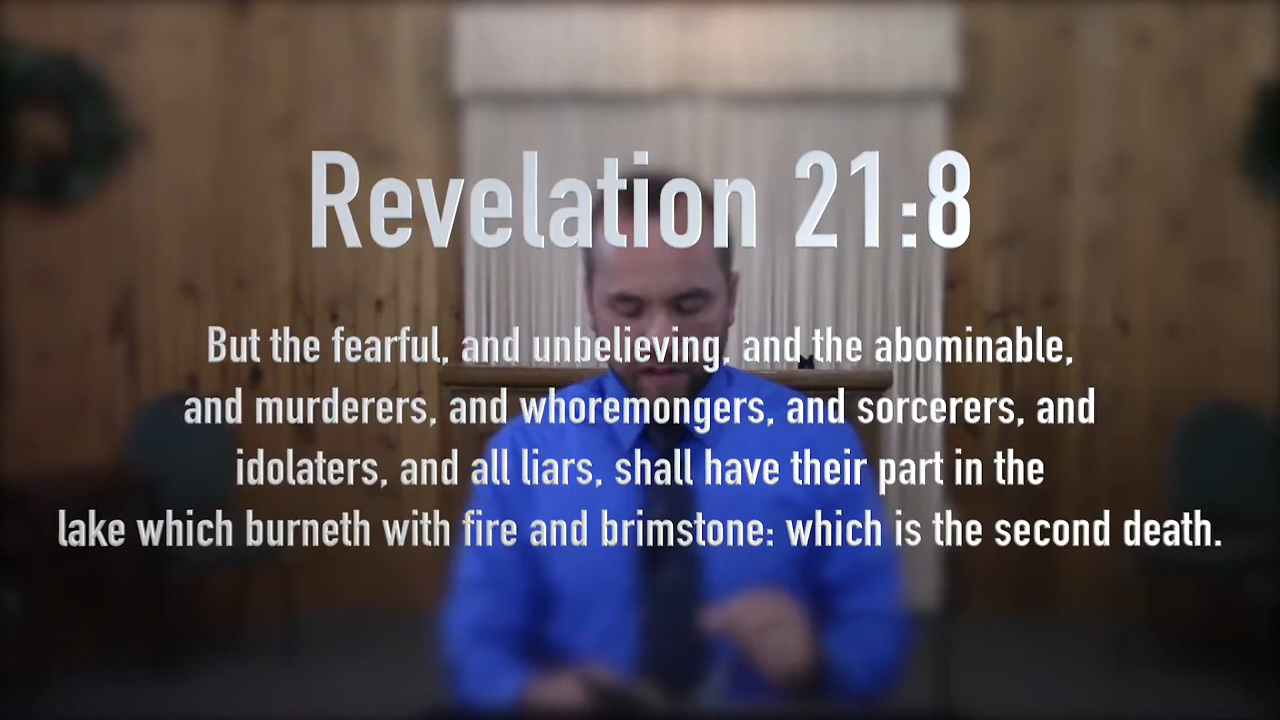 Revelation 21:8
But the fearful, and unbelieving, and the abominable,
and murderers, and whoremongers, and sorcerers, and
idolaters, and all liars, shall have their part in the
lake which burneth with fire and brimstone: which is the second death.